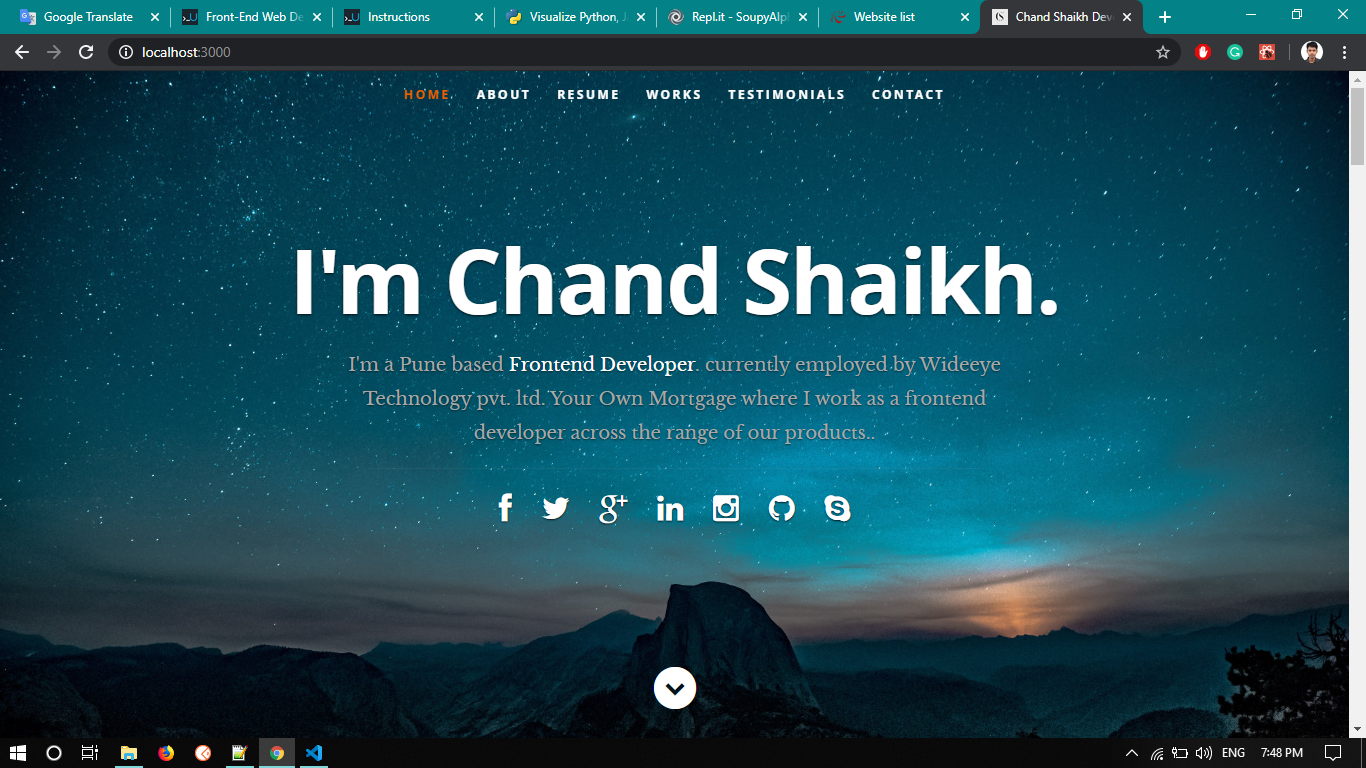 Google Translate
Front-End Web De
Instructions
Visualize Python, J
Repl.it - SoupyAlp
Website list
Chand Shaikh Dev
localhost:3000
HOME ABOUT RESUME WORKS TESTIMONIALS CONTACT
I'm Chand Shaikh.
I'm a Pune based Frontend Developer. currently employed by Wideeye
Technology pvt. ltd. Your Own Mortgage where I work as a frontend
developer across the range of our products..
ENG 7:48 PM